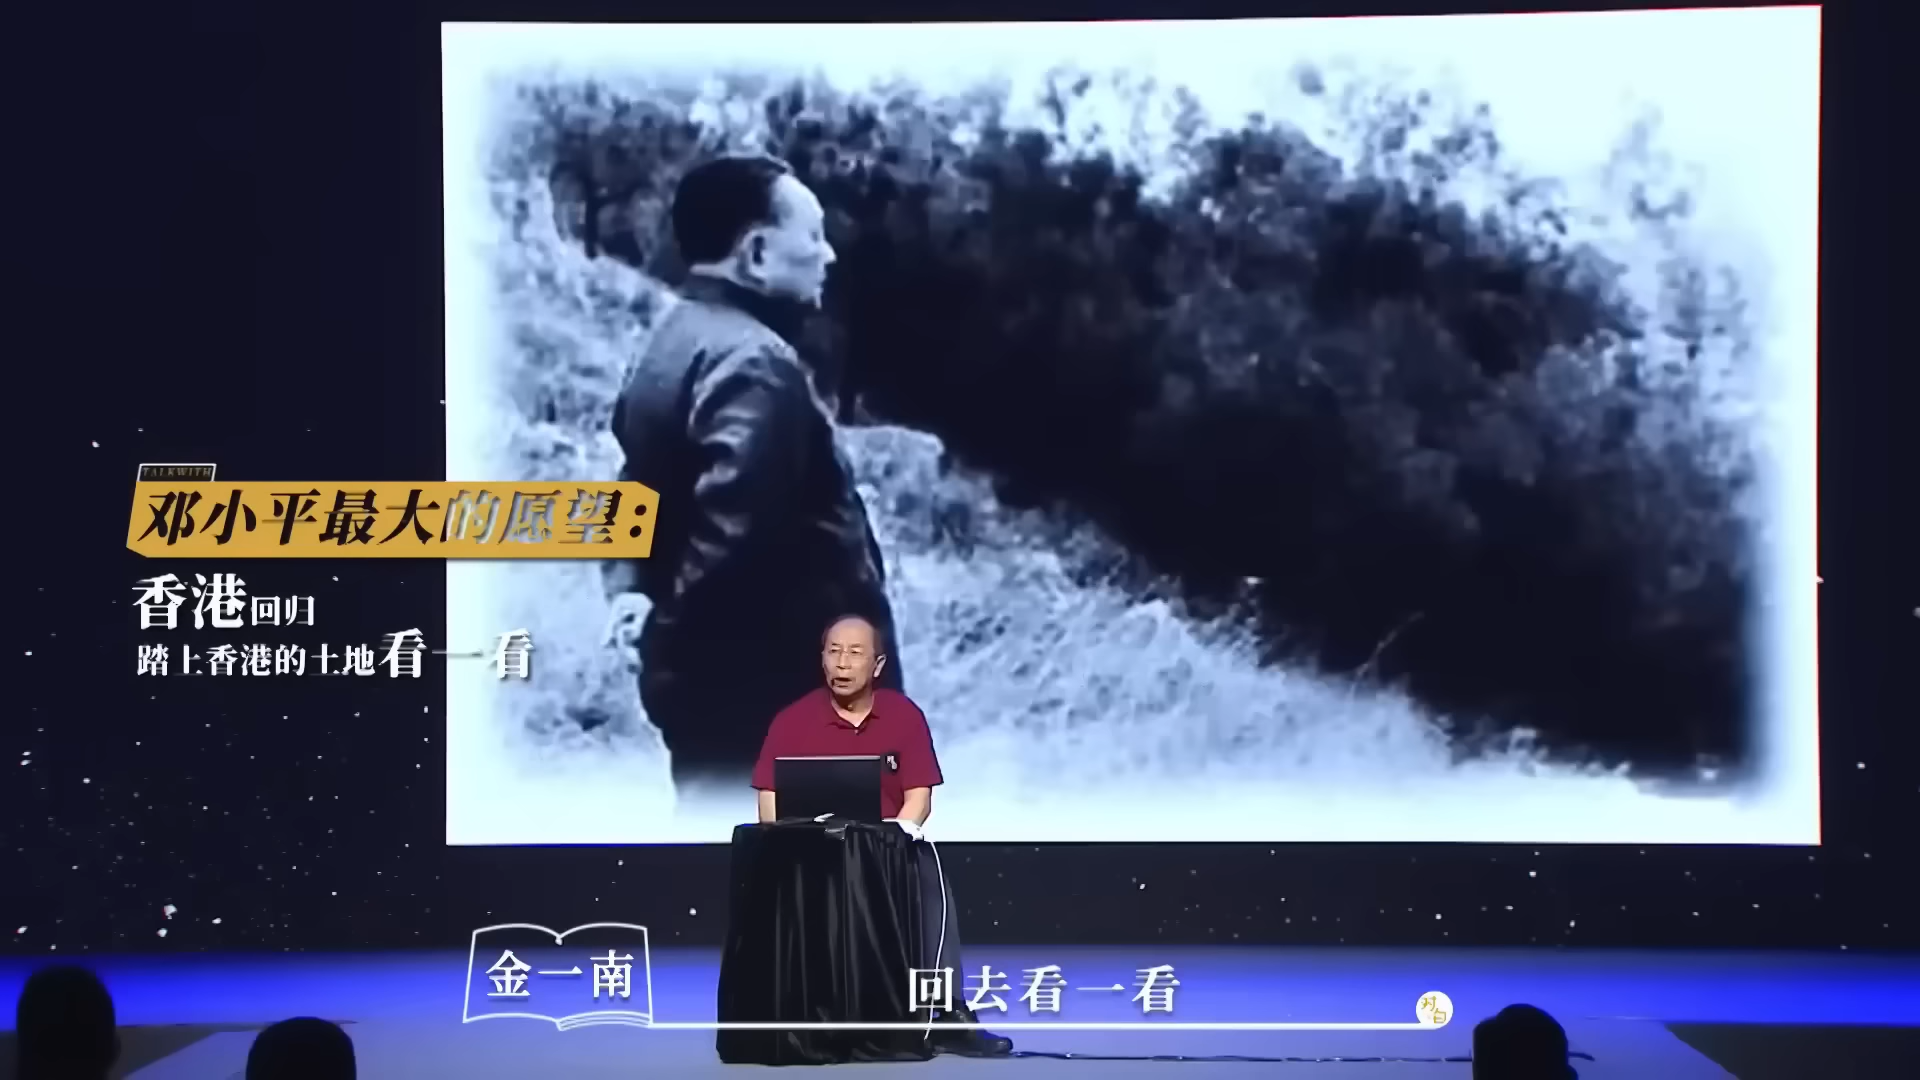 TALKWITH
邓小平最大的愿望：
香港回归
踏上香港的土地看一看
金一南
回去看一看
对白